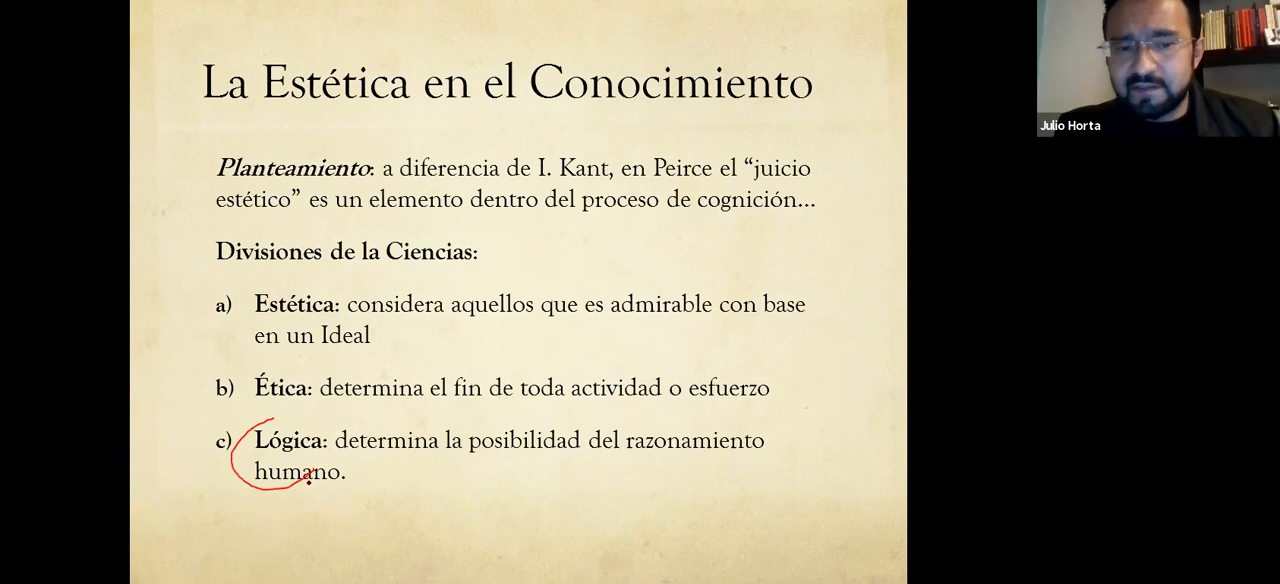 La Estética en el Conocimiento
Planteamiento: a diferencia de I. Kant, en Peirce el “juicio
estético” es un elemento dentro del proceso de cognición...
Divisiones de la Ciencias:
a) Estética: considera aquellos que es admirable con base
en un Ideal
b) Ética: determina el fin de toda actividad o esfuerzo
c) Lógica: determina la posibilidad del razonamiento
humano.
Julio Horta